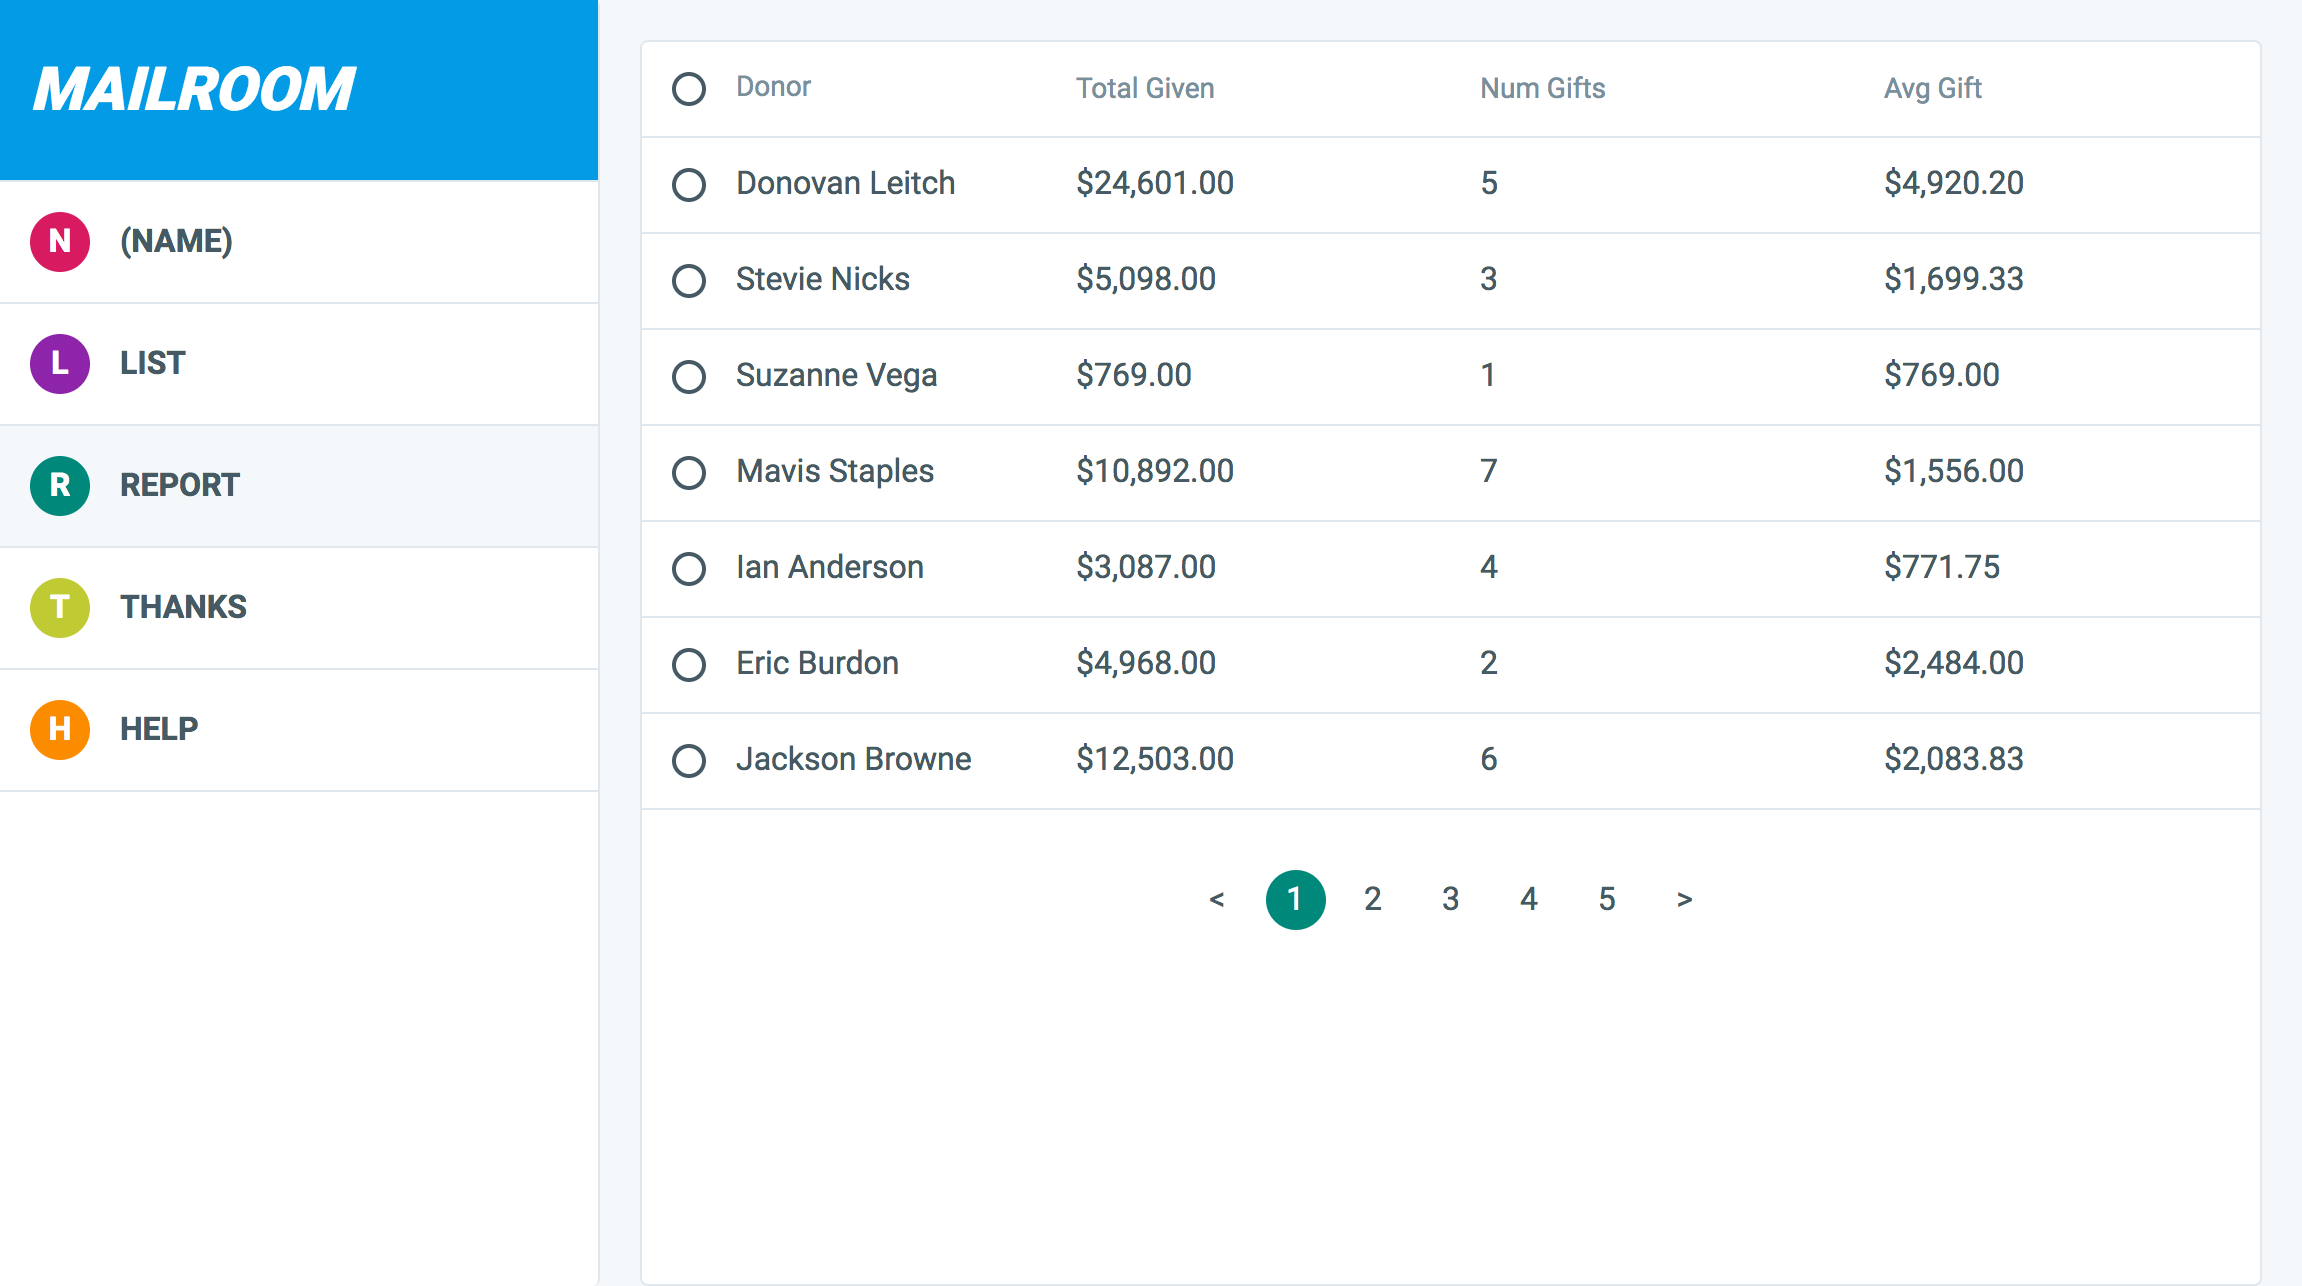 MAILROOM
N (NAME)
L LIST
R REPORT
T THANKS
H HELP
Donor Total Given Num Gifts Avg Gift
Donovan Leitch $24,601.00 5 $4,920.20
Stevie Nicks $5,098.00 3 $1,699.33
Suzanne Vega $769.00 1 $769.00
Mavis Staples $10,892.00 7 $1,556.00
Ian Anderson $3,087.00 4 $771.75
Eric Burdon $4,968.00 2 $2,484.00
Jackson Browne $12,503.00 6 $2,083.83
< 1 2 3 4 5 >